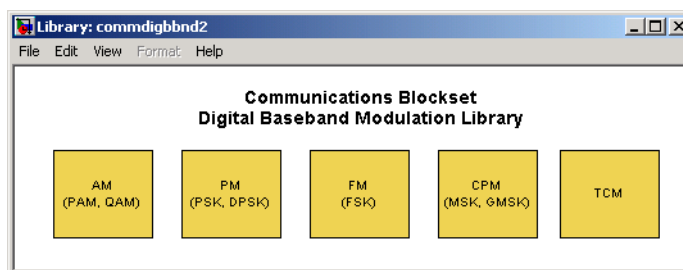 Library: commdigbbnd2
File Edit View Format Help
Communications Blockset
Digital Baseband Modulation Library
AM
(PAM, QAM)
PM
(PSK, DPSK)
FM
(FSK)
CPM
(MSK, GMSK)
TCM